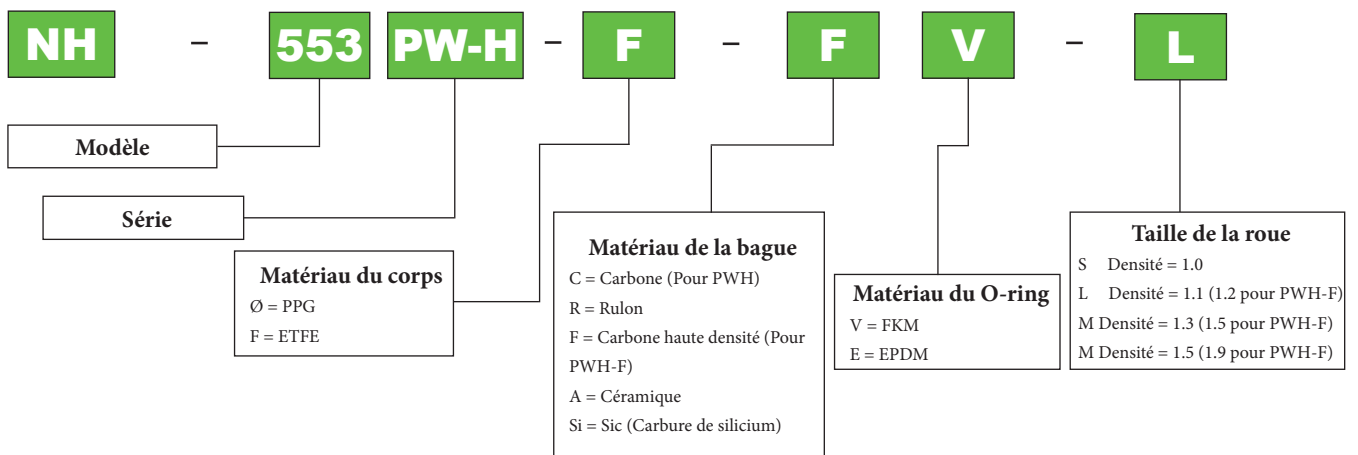 NH - 553 PW-H - F - F V - L
Modèle
Série
Matériau du corps
Ø = PPG
F = ETFE
Matériau de la bague
C = Carbone (Pour PWH)
R = Rulon
F = Carbone haute densité (Pour
PWH-F)
A = Céramique
Si = Sic (Carbure de silicium)
Matériau du O-ring
V = FKM
E = EPDM
Taille de la roue
S Densité = 1.0
L Densité = 1.1 (1.2 pour PWH-F)
M Densité = 1.3 (1.5 pour PWH-F)
M Densité = 1.5 (1.9 pour PWH-F)